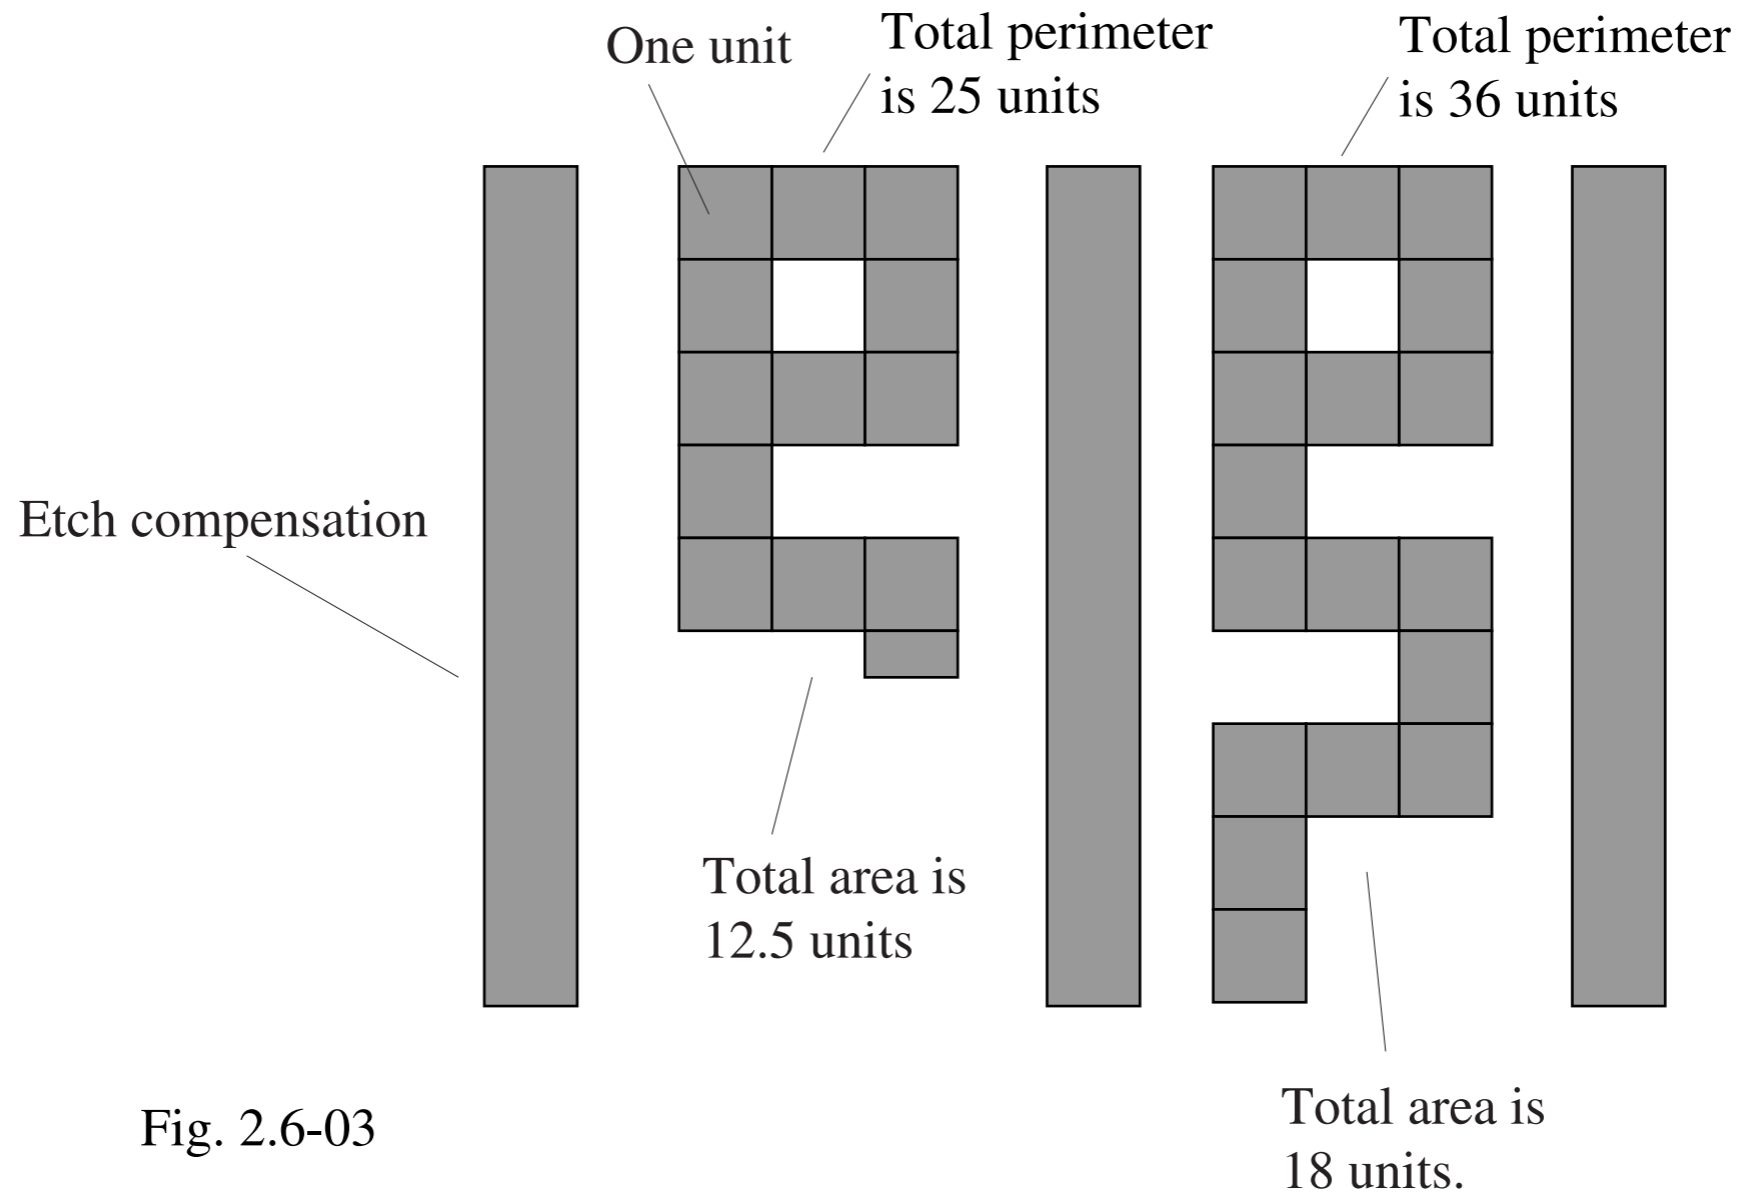 One unit
Total perimeter
is 25 units
Total perimeter
is 36 units
Etch compensation
Total area is
12.5 units
Total area is
18 units.
Fig. 2.6-03